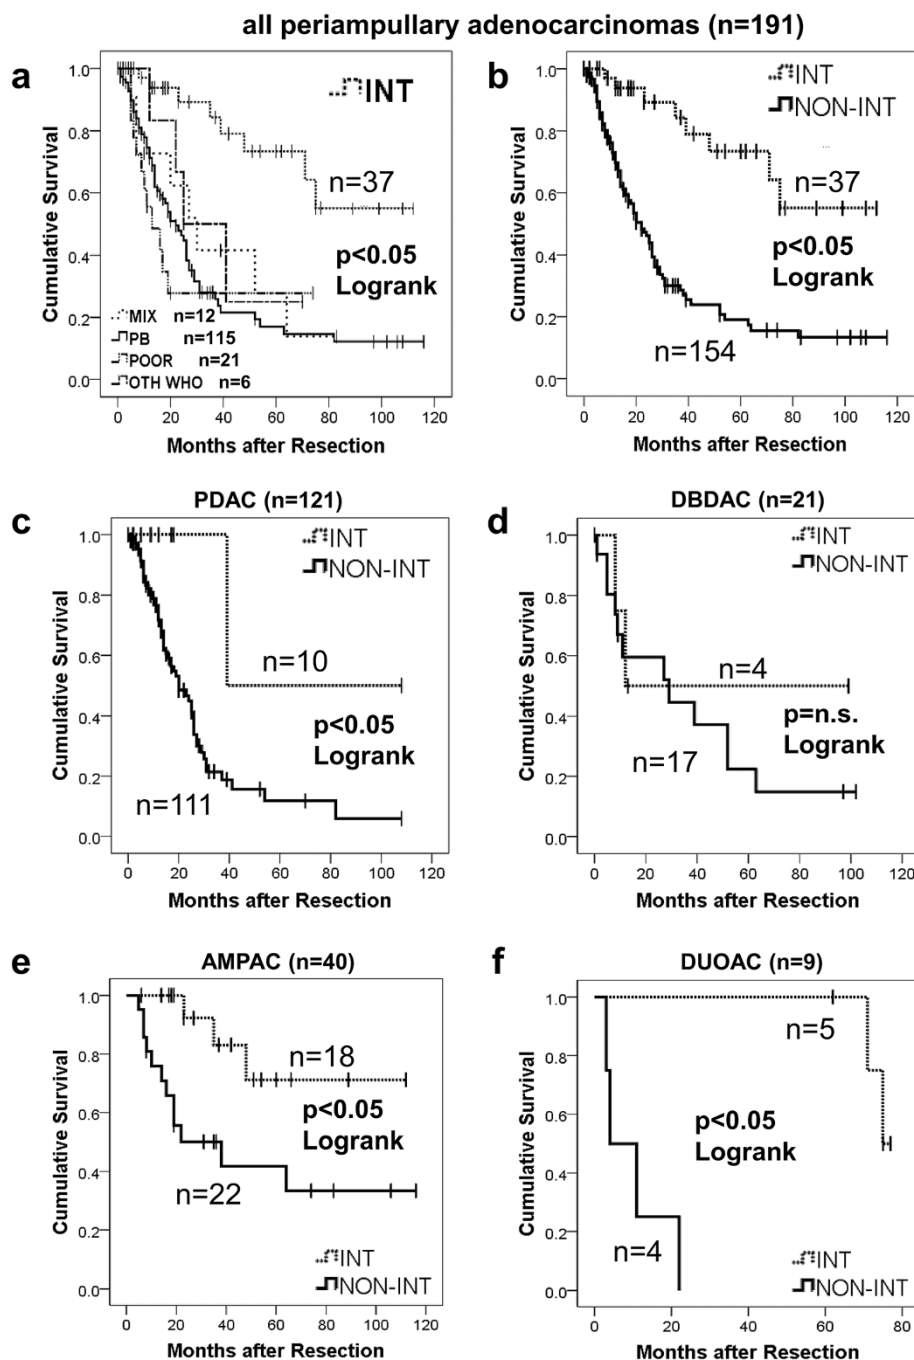 all periampullary adenocarcinomas (n=191)
a
1.0
0.8
0.6
0.4
0.2
0.0
Cumulative Survival
INT
n=37
p<0.05
Logrank
MIX n=12
PB n=115
POOR n=21
OTH WHO n=6
0 20 40 60 80 100 120
Months after Resection
b
1.0
0.8
0.6
0.4
0.2
0.0
Cumulative Survival
INT
NON-INT
n=37
p<0.05
Logrank
n=154
0 20 40 60 80 100 120
Months after Resection
c
PDAC (n=121)
1.0
0.8
0.6
0.4
0.2
0.0
Cumulative Survival
INT
NON-INT
n=10
p<0.05
Logrank
n=111
0 20 40 60 80 100 120
Months after Resection
d
DBDAC (n=21)
1.0
0.8
0.6
0.4
0.2
0.0
Cumulative Survival
INT
NON-INT
n=4
p=n.s.
Logrank
n=17
0 20 40 60 80 100 120
Months after Resection
e
AMPAC (n=40)
1.0
0.8
0.6
0.4
0.2
0.0
Cumulative Survival
n=18
p<0.05
Logrank
n=22
INT
NON-INT
0 20 40 60 80 100 120
Months after Resection
f
DUOAC (n=9)
1.0
0.8
0.6
0.4
0.2
0.0
Cumulative Survival
n=5
p<0.05
Logrank
n=4
INT
NON-INT
0 20 40 60 80
Months after Resection